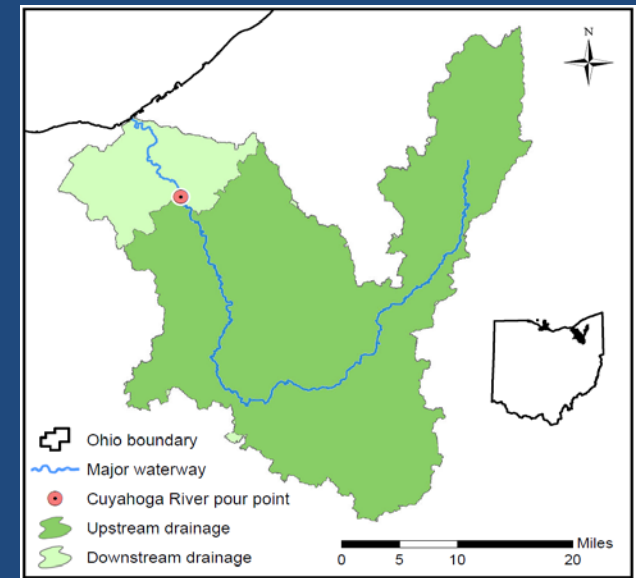 N
Ohio boundary
Major waterway
Cuyahoga River pour point
Upstream drainage
Downstream drainage
Miles
0 5 10 20